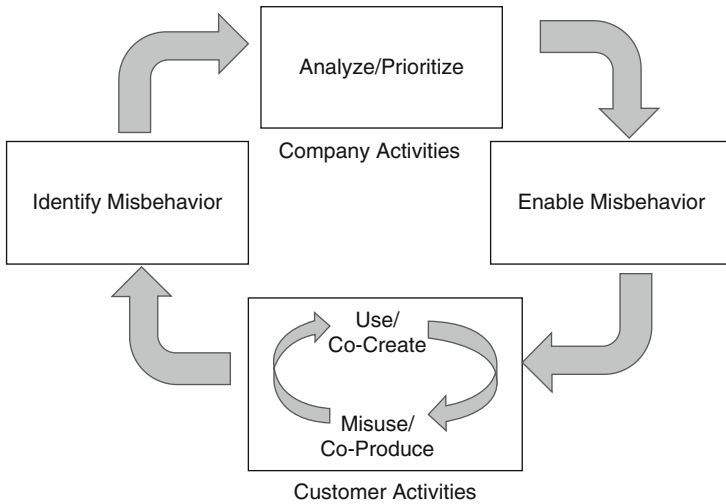 Analyze/Prioritize
Company Activities
Identify Misbehavior
Enable Misbehavior
Use/
Co-Create
Misuse/
Co-Produce
Customer Activities